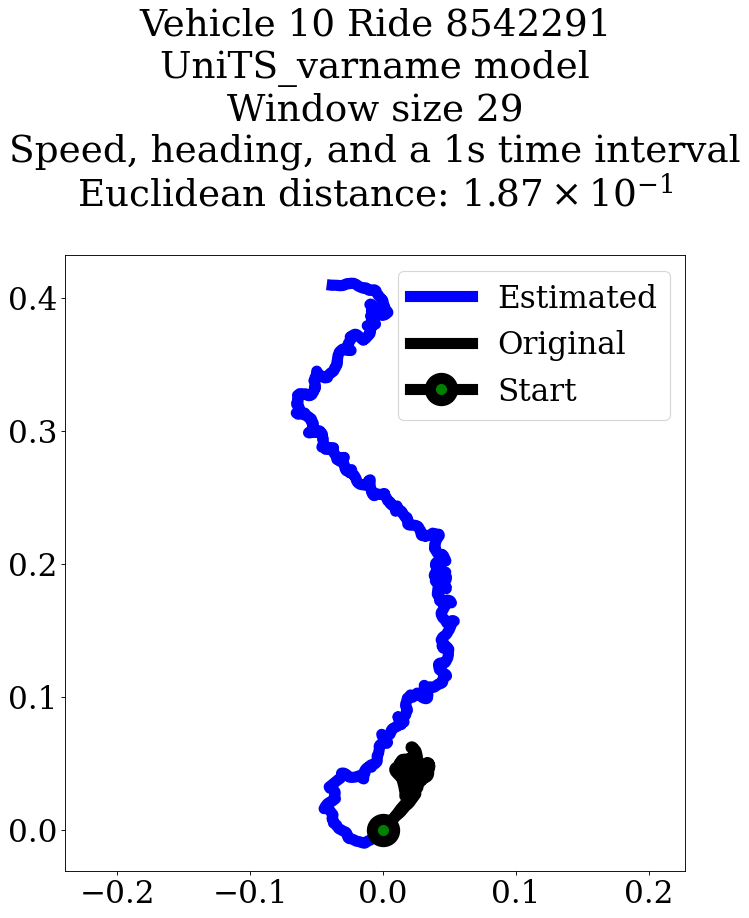 Vehicle 10 Ride 8542291
UniTS_varname model
Window size 29
Speed, heading, and a 1s time interval
Euclidean distance: 1.87 × 10⁻¹
Estimated
Original
Start
0.4
0.3
0.2
0.1
0.0
−0.2 −0.1 0.0 0.1 0.2